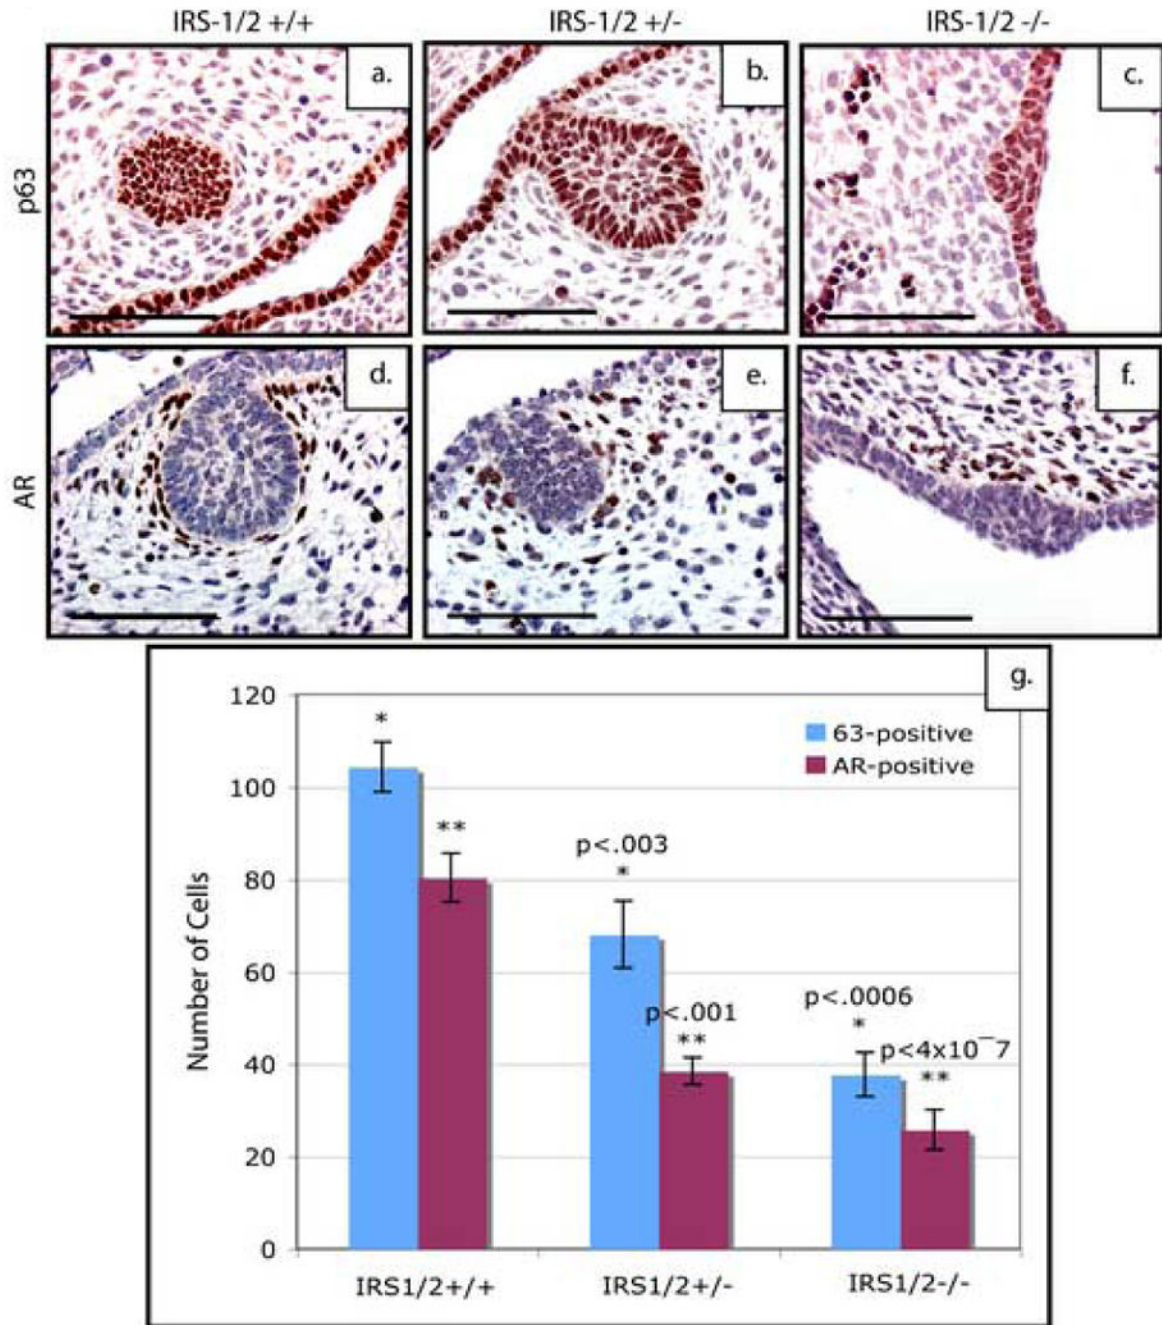 IRS-1/2 +/+ IRS-1/2 +/- IRS-1/2 -/-
p63
a.
b.
c.
AR
d.
e.
f.
g.
120
100
80
60
40
20
0
Number of Cells
63-positive
AR-positive
*
**
p<.003
*
p<.001
**
p<.0006
*
p<4x10¯7
**
IRS1/2+/+ IRS1/2+/- IRS1/2-/-